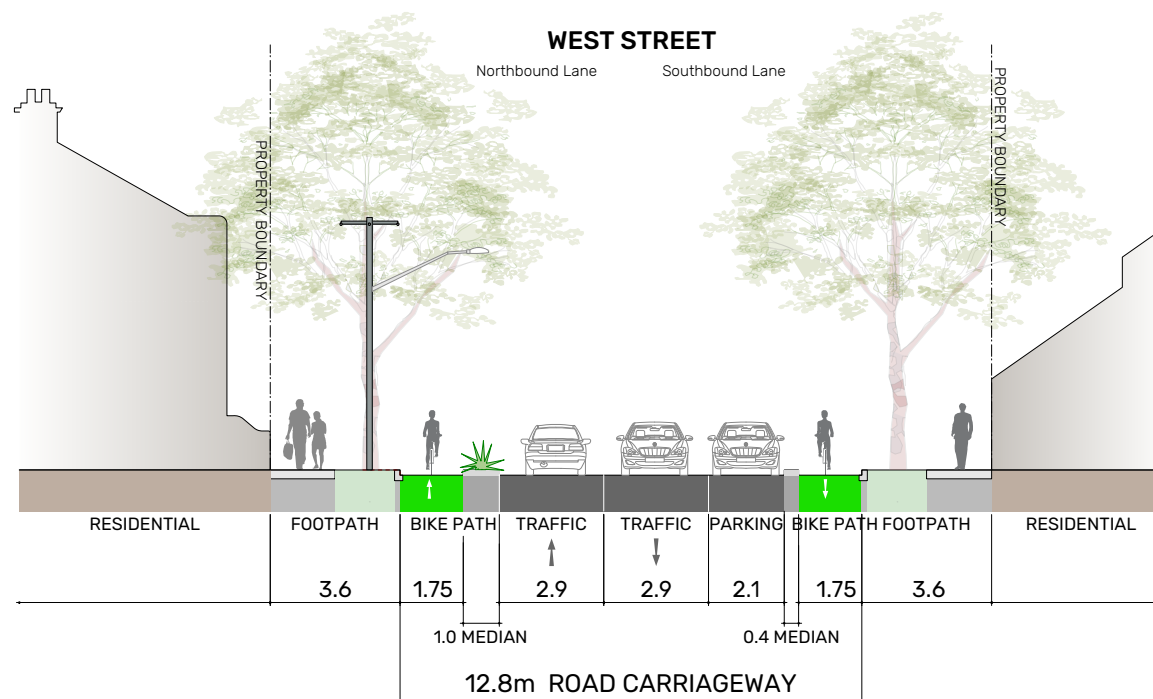 WEST STREET
Northbound Lane Southbound Lane
PROPERTY BOUNDARY
PROPERTY BOUNDARY
RESIDENTIAL FOOTPATH BIKE PATH TRAFFIC TRAFFIC PARKING BIKE PATH FOOTPATH RESIDENTIAL
3.6 1.75 2.9 2.9 2.1 1.75 3.6
1.0 MEDIAN 0.4 MEDIAN
12.8m ROAD CARRIAGEWAY